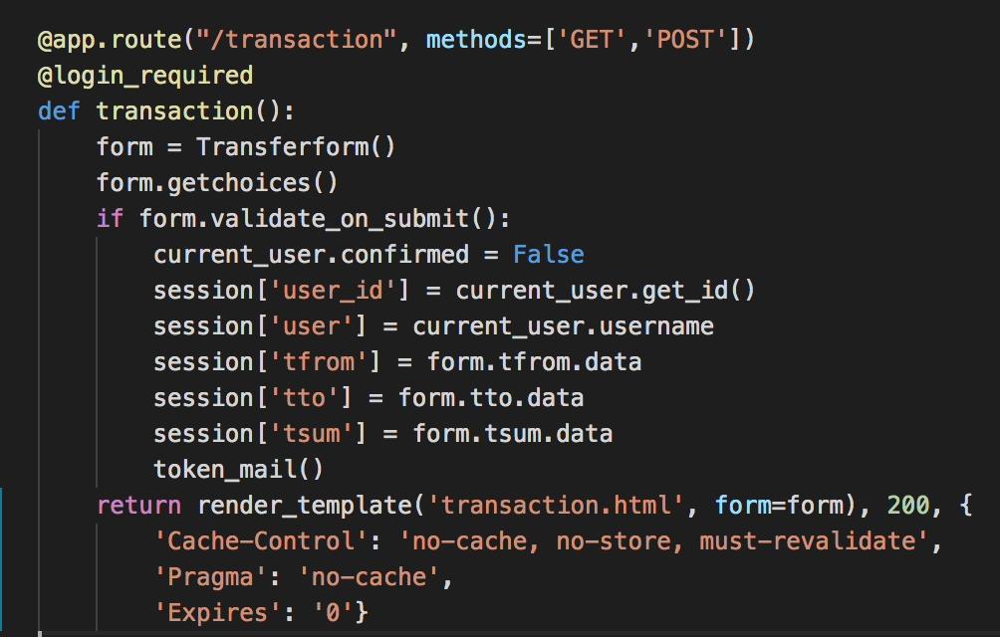 @app.route("/transaction", methods=['GET','POST'])
@login_required
def transaction():
    form = Transferform()
    form.getchoices()
    if form.validate_on_submit():
        current_user.confirmed = False
        session['user_id'] = current_user.get_id()
        session['user'] = current_user.username
        session['tfrom'] = form.tfrom.data
        session['tto'] = form.tto.data
        session['tsum'] = form.tsum.data
        token_mail()
    return render_template('transaction.html', form=form), 200, {
        'Cache-Control': 'no-cache, no-store, must-revalidate',
        'Pragma': 'no-cache',
        'Expires': '0'}